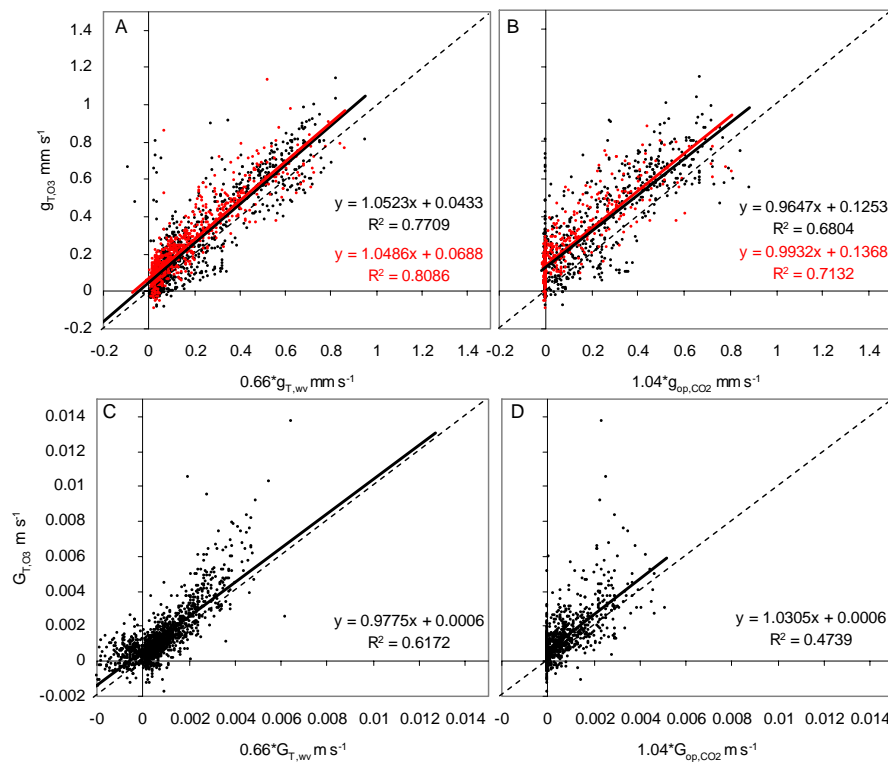 A
B
1.4
1.2
1
0.8
0.6
0.4
0.2
0
-0.2
g_T,O3 mm s⁻¹
y = 1.0523x + 0.0433
R² = 0.7709
y = 1.0486x + 0.0688
R² = 0.8086
y = 0.9647x + 0.1253
R² = 0.6804
y = 0.9932x + 0.1368
R² = 0.7132
-0.2 0 0.2 0.4 0.6 0.8 1 1.2 1.4
-0.2 0 0.2 0.4 0.6 0.8 1 1.2 1.4
0.66*g_T,wv mm s⁻¹
1.04*g_op,CO2 mm s⁻¹
C
D
0.014
0.012
0.01
0.008
0.006
0.004
0.002
0
-0.002
G_T,O3 m s⁻¹
y = 0.9775x + 0.0006
R² = 0.6172
y = 1.0305x + 0.0006
R² = 0.4739
-0 0 0.002 0.004 0.006 0.008 0.01 0.012 0.014
-0 0 0.002 0.004 0.006 0.008 0.01 0.012 0.014
0.66*G_T,wv m s⁻¹
1.04*G_op,CO2 m s⁻¹